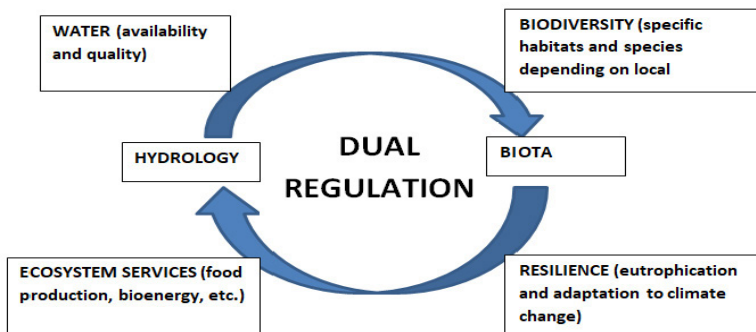 WATER (availability
and quality)
BIODIVERSITY (specific
habitats and species
depending on local
HYDROLOGY
DUAL
REGULATION
BIOTA
ECOSYSTEM SERVICES (food
production, bioenergy, etc.)
RESILIENCE (eutrophication
and adaptation to climate
change)